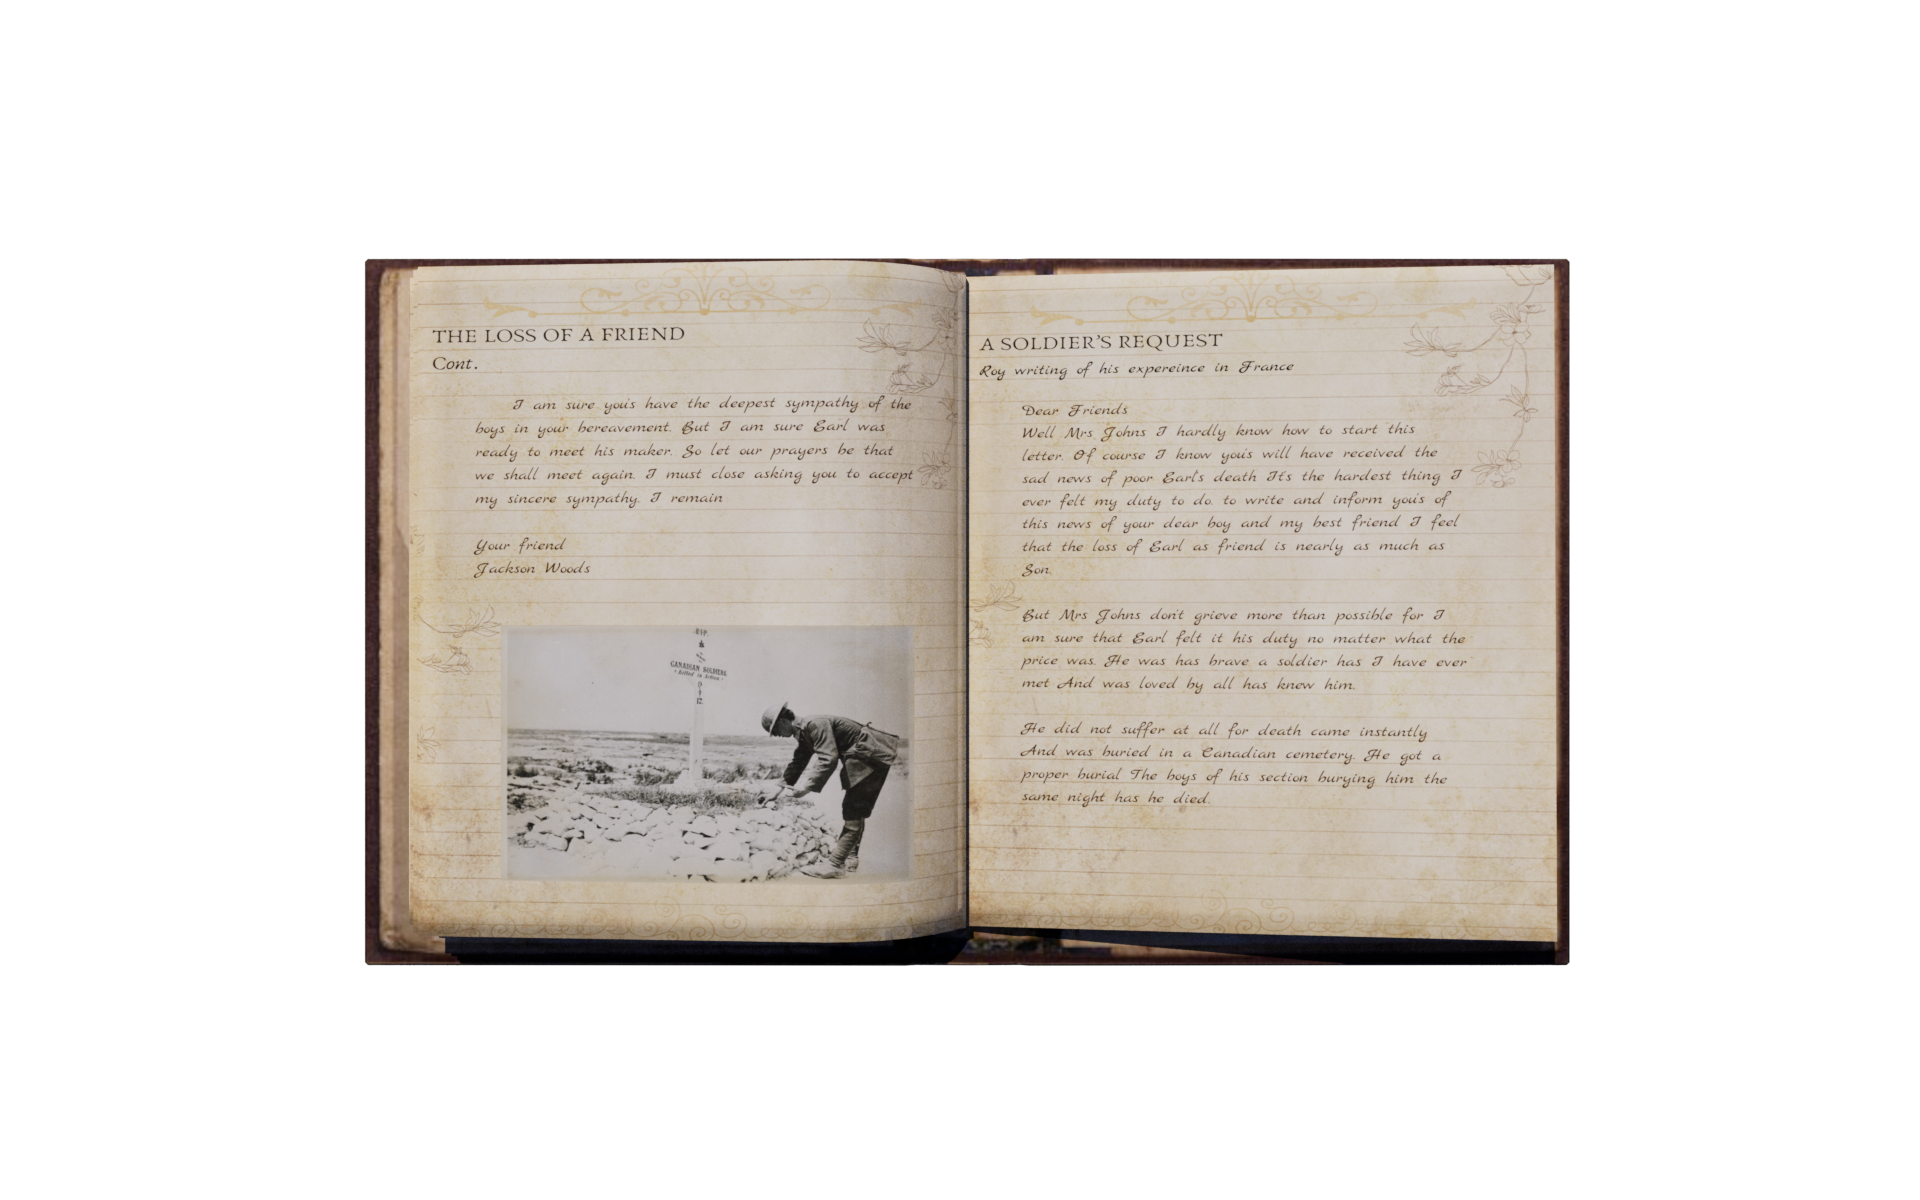 THE LOSS OF A FRIEND
Cont.
I am sure yous have the deepest sympathy of the
boys in your bereavement. But I am sure Earl was
ready to meet his maker. So let our prayers be that
we shall meet again. I must close asking you to accept
my sincere sympathy. I remain
Your friend
Jackson Woods
R.I.P.
CANADIAN SOLDIERS
Killed in Action
9
4
17.
A SOLDIER'S REQUEST
Roy writing of his expereince in France
Dear Friends
Well Mrs Johns I hardly know how to start this
letter. Of course I know yous will have received the
sad news of poor Earl's death It's the hardest thing I
ever felt my duty to do. to write and inform yous of
this news of your dear boy and my best friend I feel
that the loss of Earl as friend is nearly as much as
Son.
But Mrs Johns don't grieve more than possible for I
am sure that Earl felt it his duty no matter what the
price was. He was has brave a soldier has I have ever
met And was loved by all has knew him.
He did not suffer at all for death came instantly
And was buried in a Canadian cemetery. He got a
proper burial The boys of his section burying him the
same night has he died.